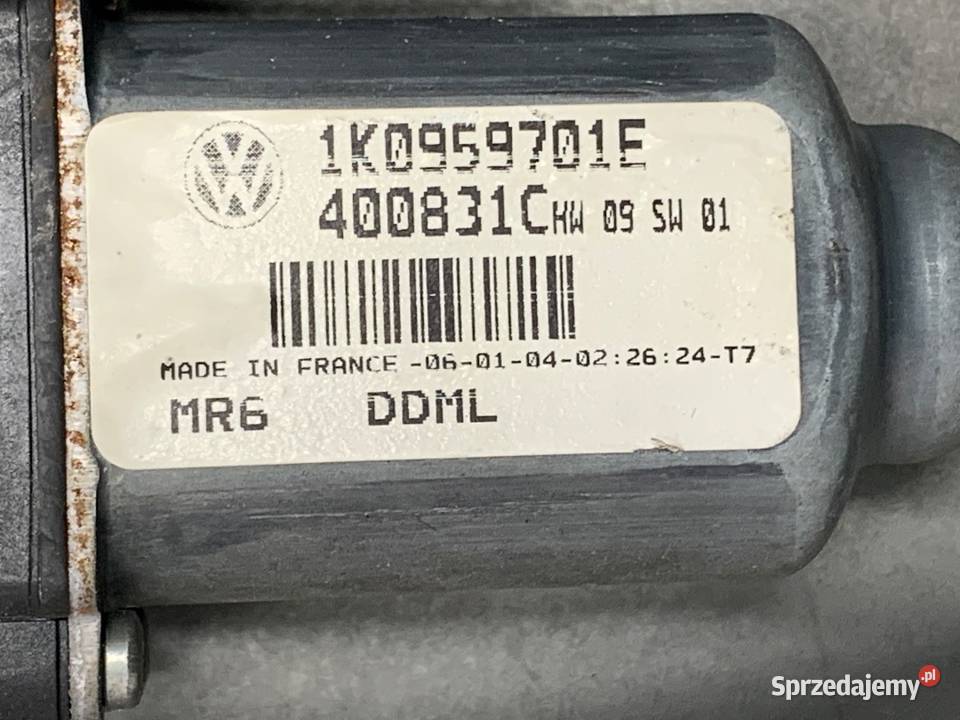 1K0959701E
400831C HW 09 SW 01
MADE IN FRANCE -06-01-04-02:26:24-T7
MR6 DDML
Sprzedajemy.pl